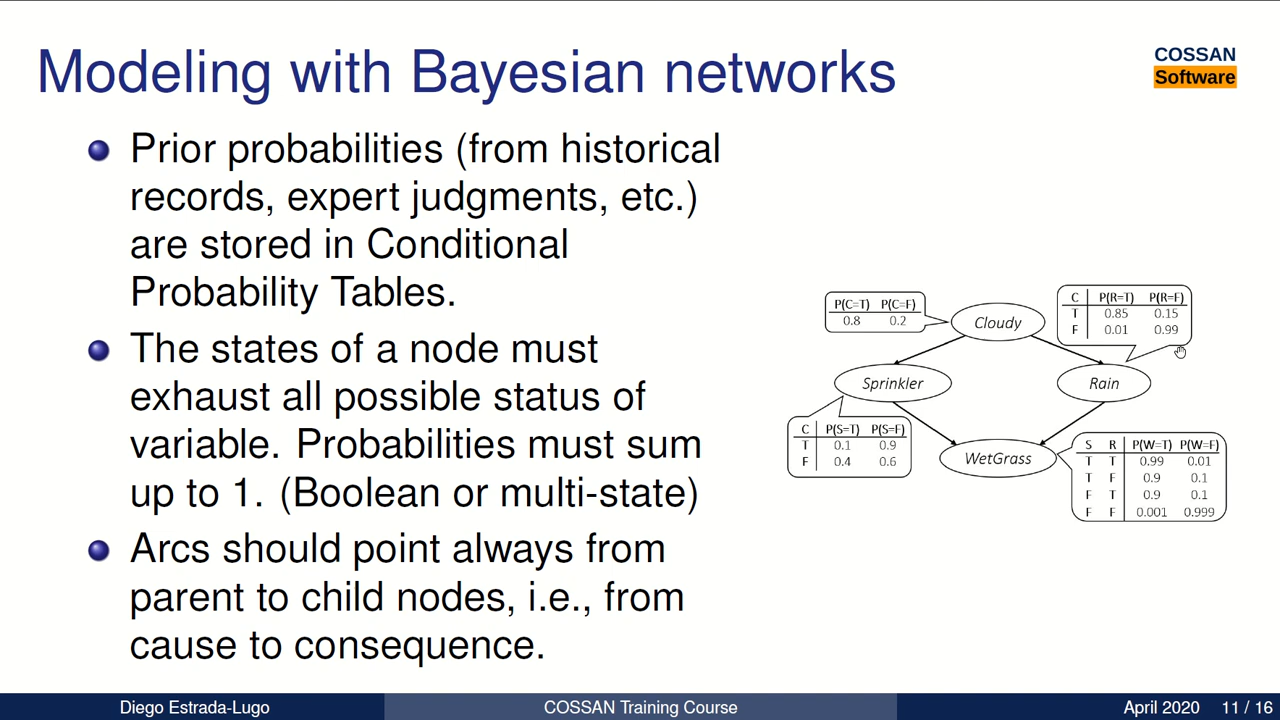 Modeling with Bayesian networks
COSSAN
Software
Prior probabilities (from historical
records, expert judgments, etc.)
are stored in Conditional
Probability Tables.
The states of a node must
exhaust all possible status of
variable. Probabilities must sum
up to 1. (Boolean or multi-state)
Arcs should point always from
parent to child nodes, i.e., from
cause to consequence.
P(C=T) P(C=F)
0.8 0.2
Cloudy
C P(R=T) P(R=F)
T 0.85 0.15
F 0.01 0.99
Sprinkler
Rain
C P(S=T) P(S=F)
T 0.1 0.9
F 0.4 0.6
WetGrass
S R P(W=T) P(W=F)
T T 0.99 0.01
T F 0.9 0.1
F T 0.9 0.1
F F 0.001 0.999
Diego Estrada-Lugo
COSSAN Training Course
April 2020 11 / 16